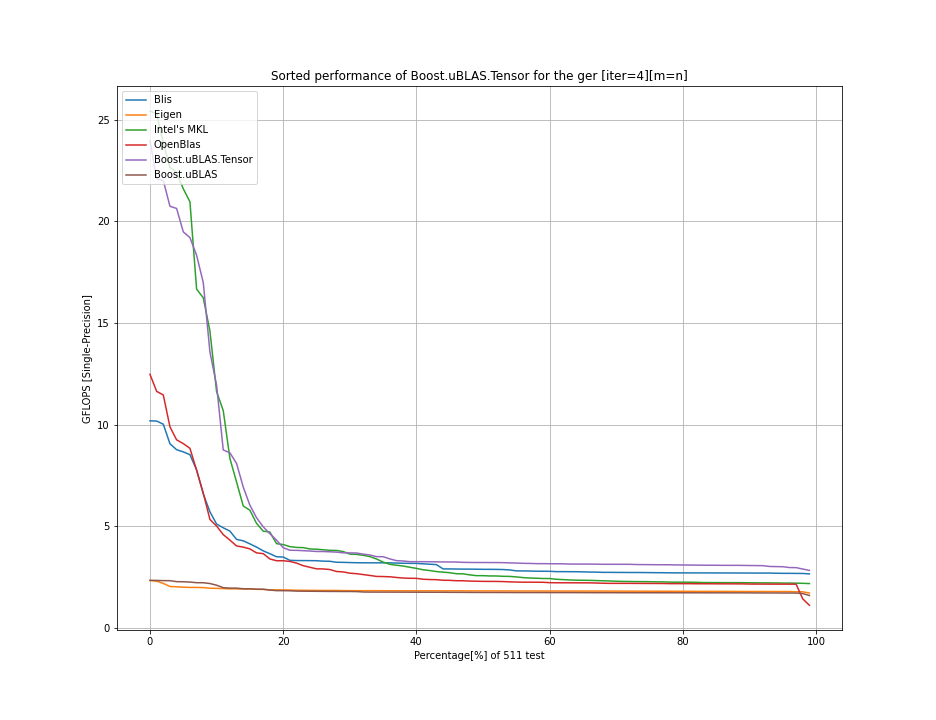 Sorted performance of Boost.uBLAS.Tensor for the ger [iter=4][m=n]
Blis
Eigen
Intel's MKL
OpenBlas
Boost.uBLAS.Tensor
Boost.uBLAS
GFLOPS [Single-Precision]
25
20
15
10
5
0
0 20 40 60 80 100
Percentage[%] of 511 test